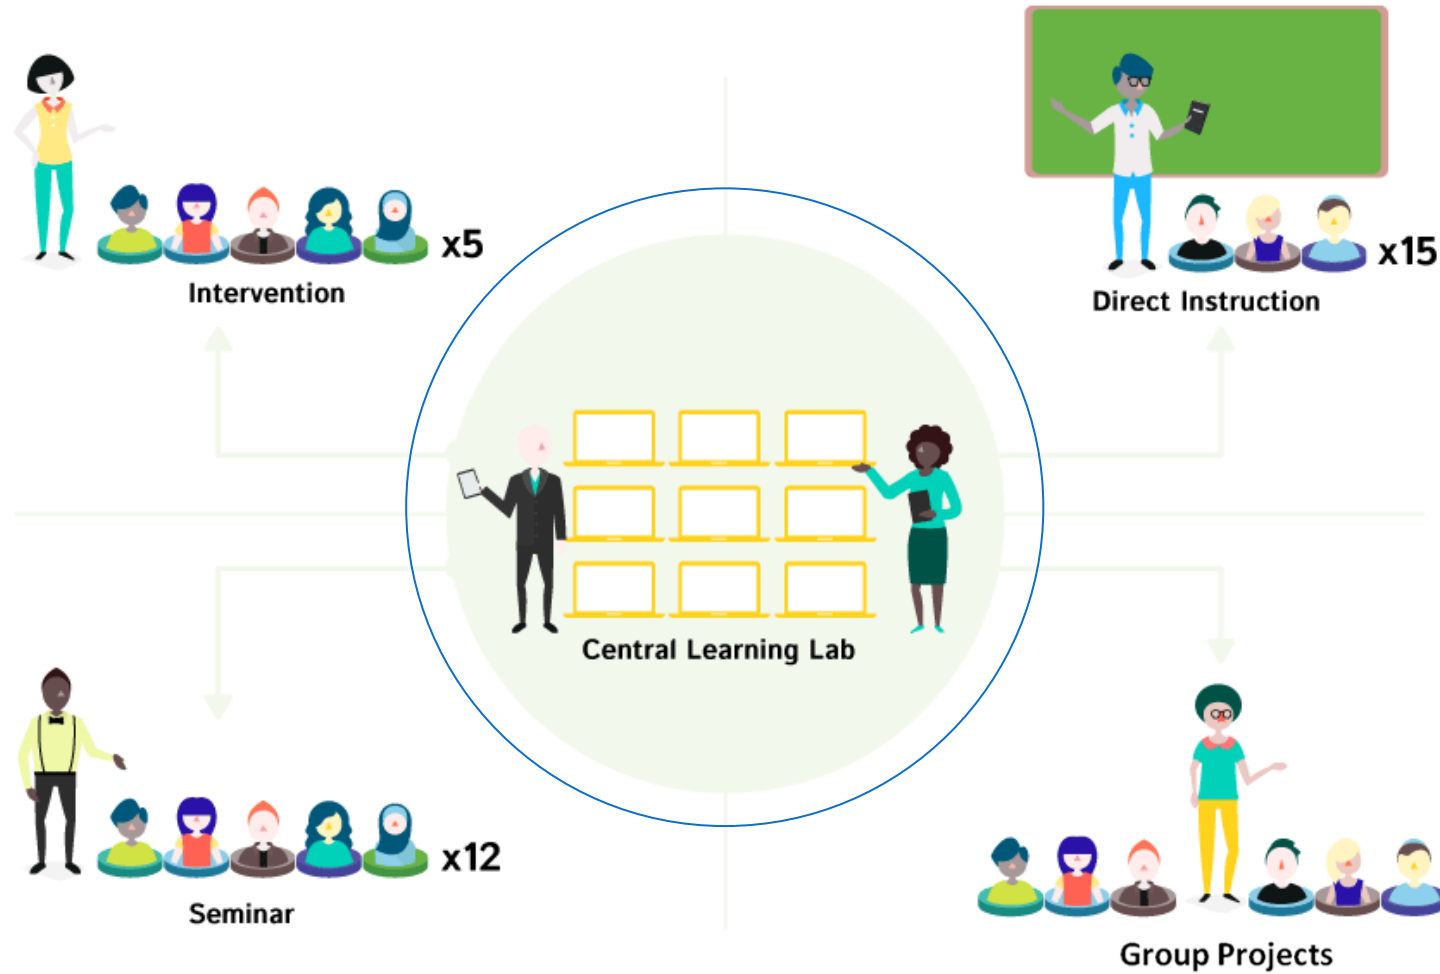 x5
Intervention
x15
Direct Instruction
Central Learning Lab
x12
Seminar
Group Projects